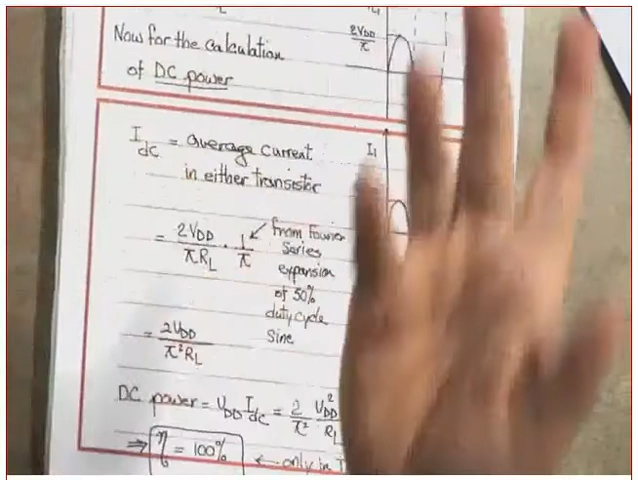 2VDD/π
Now for the calculation
of DC power
Idc = average current
in either transistor
I1
= 2VDD/πRL · 1/π
from Fourier
Series
expansion
of 50%
duty cycle
Sine
= 2VDD/π²RL
DC power = VDD Idc = 2/π² VDD²/RL
⇒ η = 100% ← only in